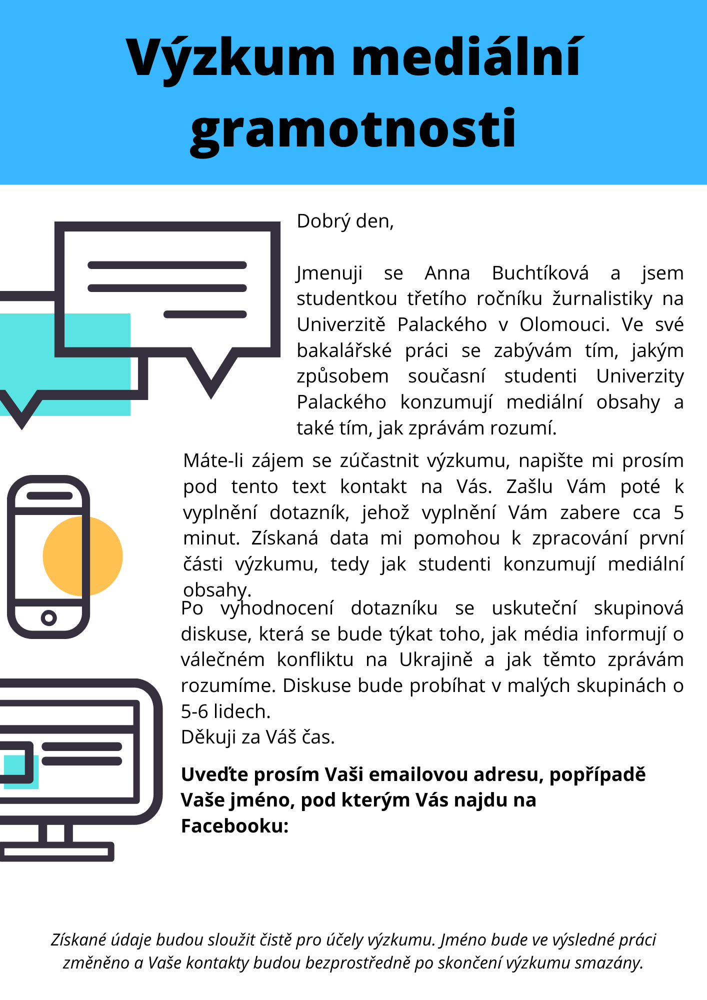 Výzkum mediální
gramotnosti
Dobrý den,
Jmenuji se Anna Buchtíková a jsem
studentkou třetího ročníku žurnalistiky na
Univerzitě Palackého v Olomouci. Ve své
bakalářské práci se zabývám tím, jakým
způsobem současní studenti Univerzity
Palackého konzumují mediální obsahy a
také tím, jak zprávám rozumí.
Máte-li zájem se zúčastnit výzkumu, napište mi prosím
pod tento text kontakt na Vás. Zašlu Vám poté k
vyplnění dotazník, jehož vyplnění Vám zabere cca 5
minut. Získaná data mi pomohou k zpracování první
části výzkumu, tedy jak studenti konzumují mediální
obsahy.
Po vyhodnocení dotazníku se uskuteční skupinová
diskuse, která se bude týkat toho, jak média informují o
válečném konfliktu na Ukrajině a jak těmto zprávám
rozumíme. Diskuse bude probíhat v malých skupinách o
5-6 lidech.
Děkuji za Váš čas.
Uveďte prosím Vaši emailovou adresu, popřípadě
Vaše jméno, pod kterým Vás najdu na
Facebooku:
Získané údaje budou sloužit čistě pro účely výzkumu. Jméno bude ve výsledné práci
změněno a Vaše kontakty budou bezprostředně po skončení výzkumu smazány.